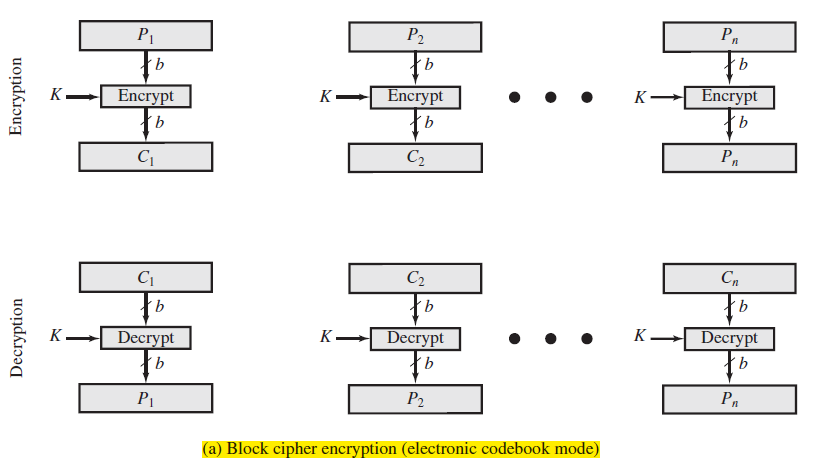 Encryption
P1 P2 Pn
b b b
K Encrypt K Encrypt K Encrypt
b b b
C1 C2 Pn
Decryption
C1 C2 Cn
b b b
K Decrypt K Decrypt K Decrypt
b b b
P1 P2 Pn
(a) Block cipher encryption (electronic codebook mode)